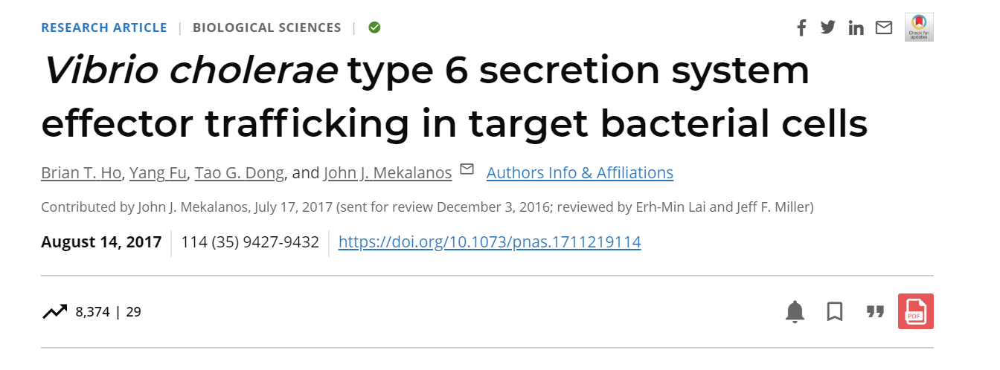 RESEARCH ARTICLE | BIOLOGICAL SCIENCES |
Check for updates
Vibrio cholerae type 6 secretion system
effector trafficking in target bacterial cells
Brian T. Ho, Yang Fu, Tao G. Dong, and John J. Mekalanos Authors Info & Affiliations
Contributed by John J. Mekalanos, July 17, 2017 (sent for review December 3, 2016; reviewed by Erh-Min Lai and Jeff F. Miller)
August 14, 2017 | 114 (35) 9427-9432 | https://doi.org/10.1073/pnas.1711219114
8,374 | 29
PDF